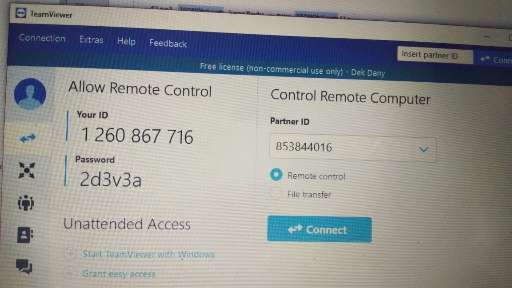 TeamViewer
Connection Extras Help Feedback
Insert partner ID
Free license (non-commercial use only) - Dek Dany
Allow Remote Control
Your ID
1 260 867 716
Password
2d3v3a
Unattended Access
Start TeamViewer with Windows
Grant easy access
Control Remote Computer
Partner ID
853844016
Remote control
File transfer
Connect